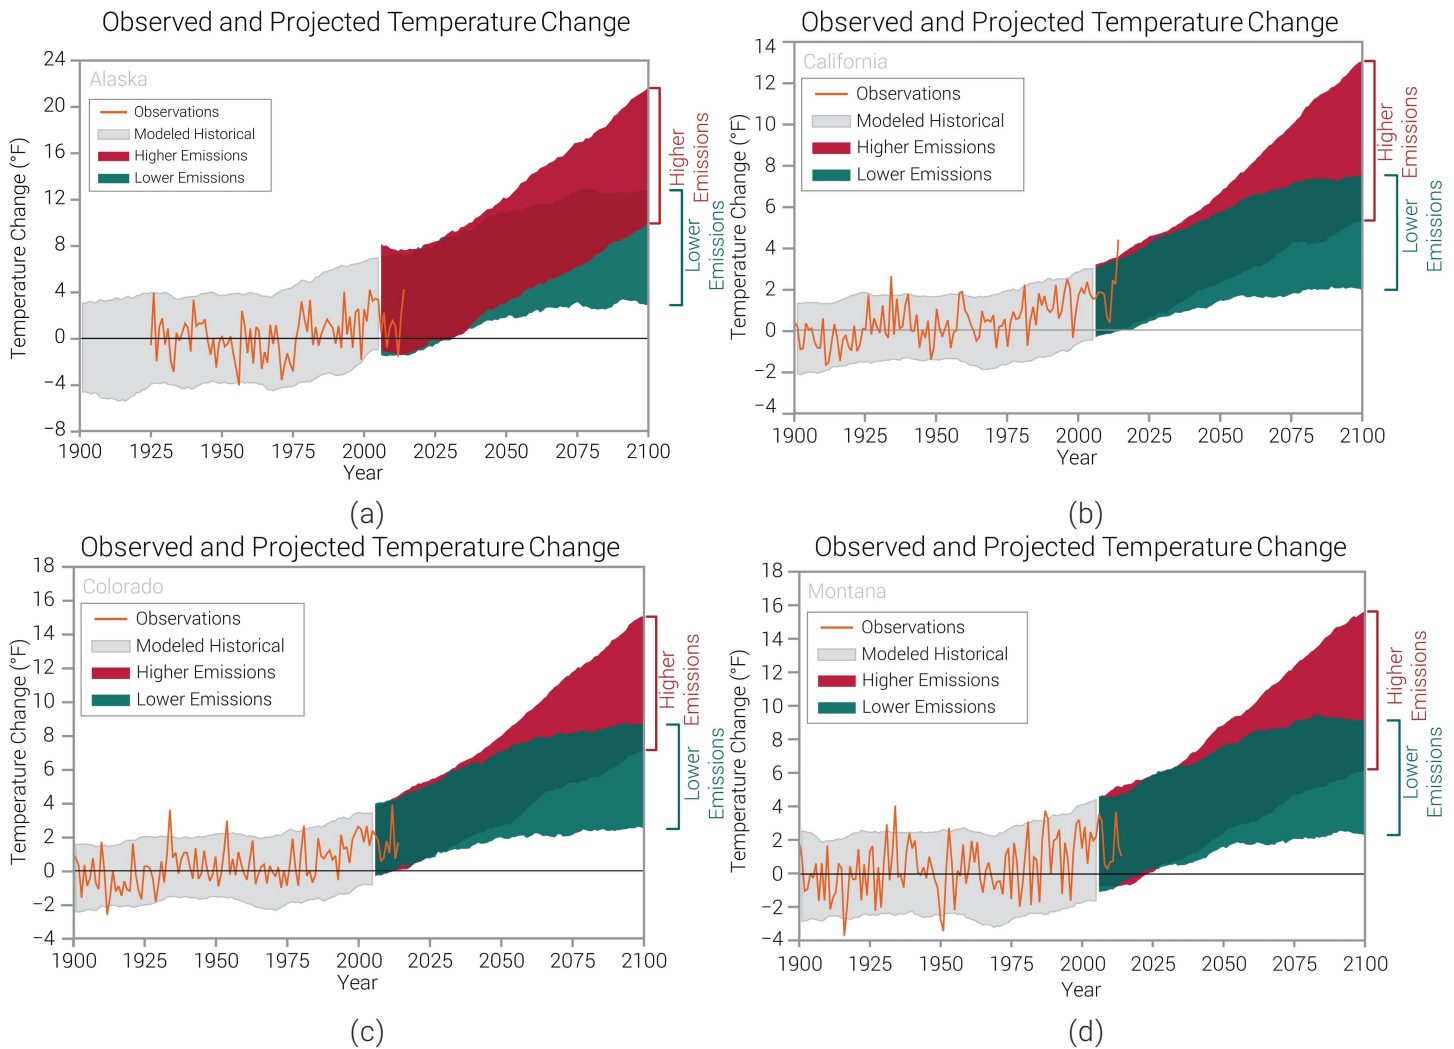 Observed and Projected Temperature Change
Alaska
Observations
Modeled Historical
Higher Emissions
Lower Emissions
Temperature Change (°F)
24
20
16
12
8
4
0
−4
−8
1900 1925 1950 1975 2000 2025 2050 2075 2100
Year
Higher
Emissions
Lower
Emissions
(a)
Observed and Projected Temperature Change
California
Observations
Modeled Historical
Higher Emissions
Lower Emissions
Temperature Change (°F)
14
12
10
8
6
4
2
0
−2
−4
1900 1925 1950 1975 2000 2025 2050 2075 2100
Year
Higher
Emissions
Lower
Emissions
(b)
Observed and Projected Temperature Change
Colorado
Observations
Modeled Historical
Higher Emissions
Lower Emissions
Temperature Change (°F)
18
16
14
12
10
8
6
4
2
0
−2
−4
1900 1925 1950 1975 2000 2025 2050 2075 2100
Year
Higher
Emissions
Lower
Emissions
(c)
Observed and Projected Temperature Change
Montana
Observations
Modeled Historical
Higher Emissions
Lower Emissions
Temperature Change (°F)
18
16
14
12
10
8
6
4
2
0
−2
−4
1900 1925 1950 1975 2000 2025 2050 2075 2100
Year
Higher
Emissions
Lower
Emissions
(d)